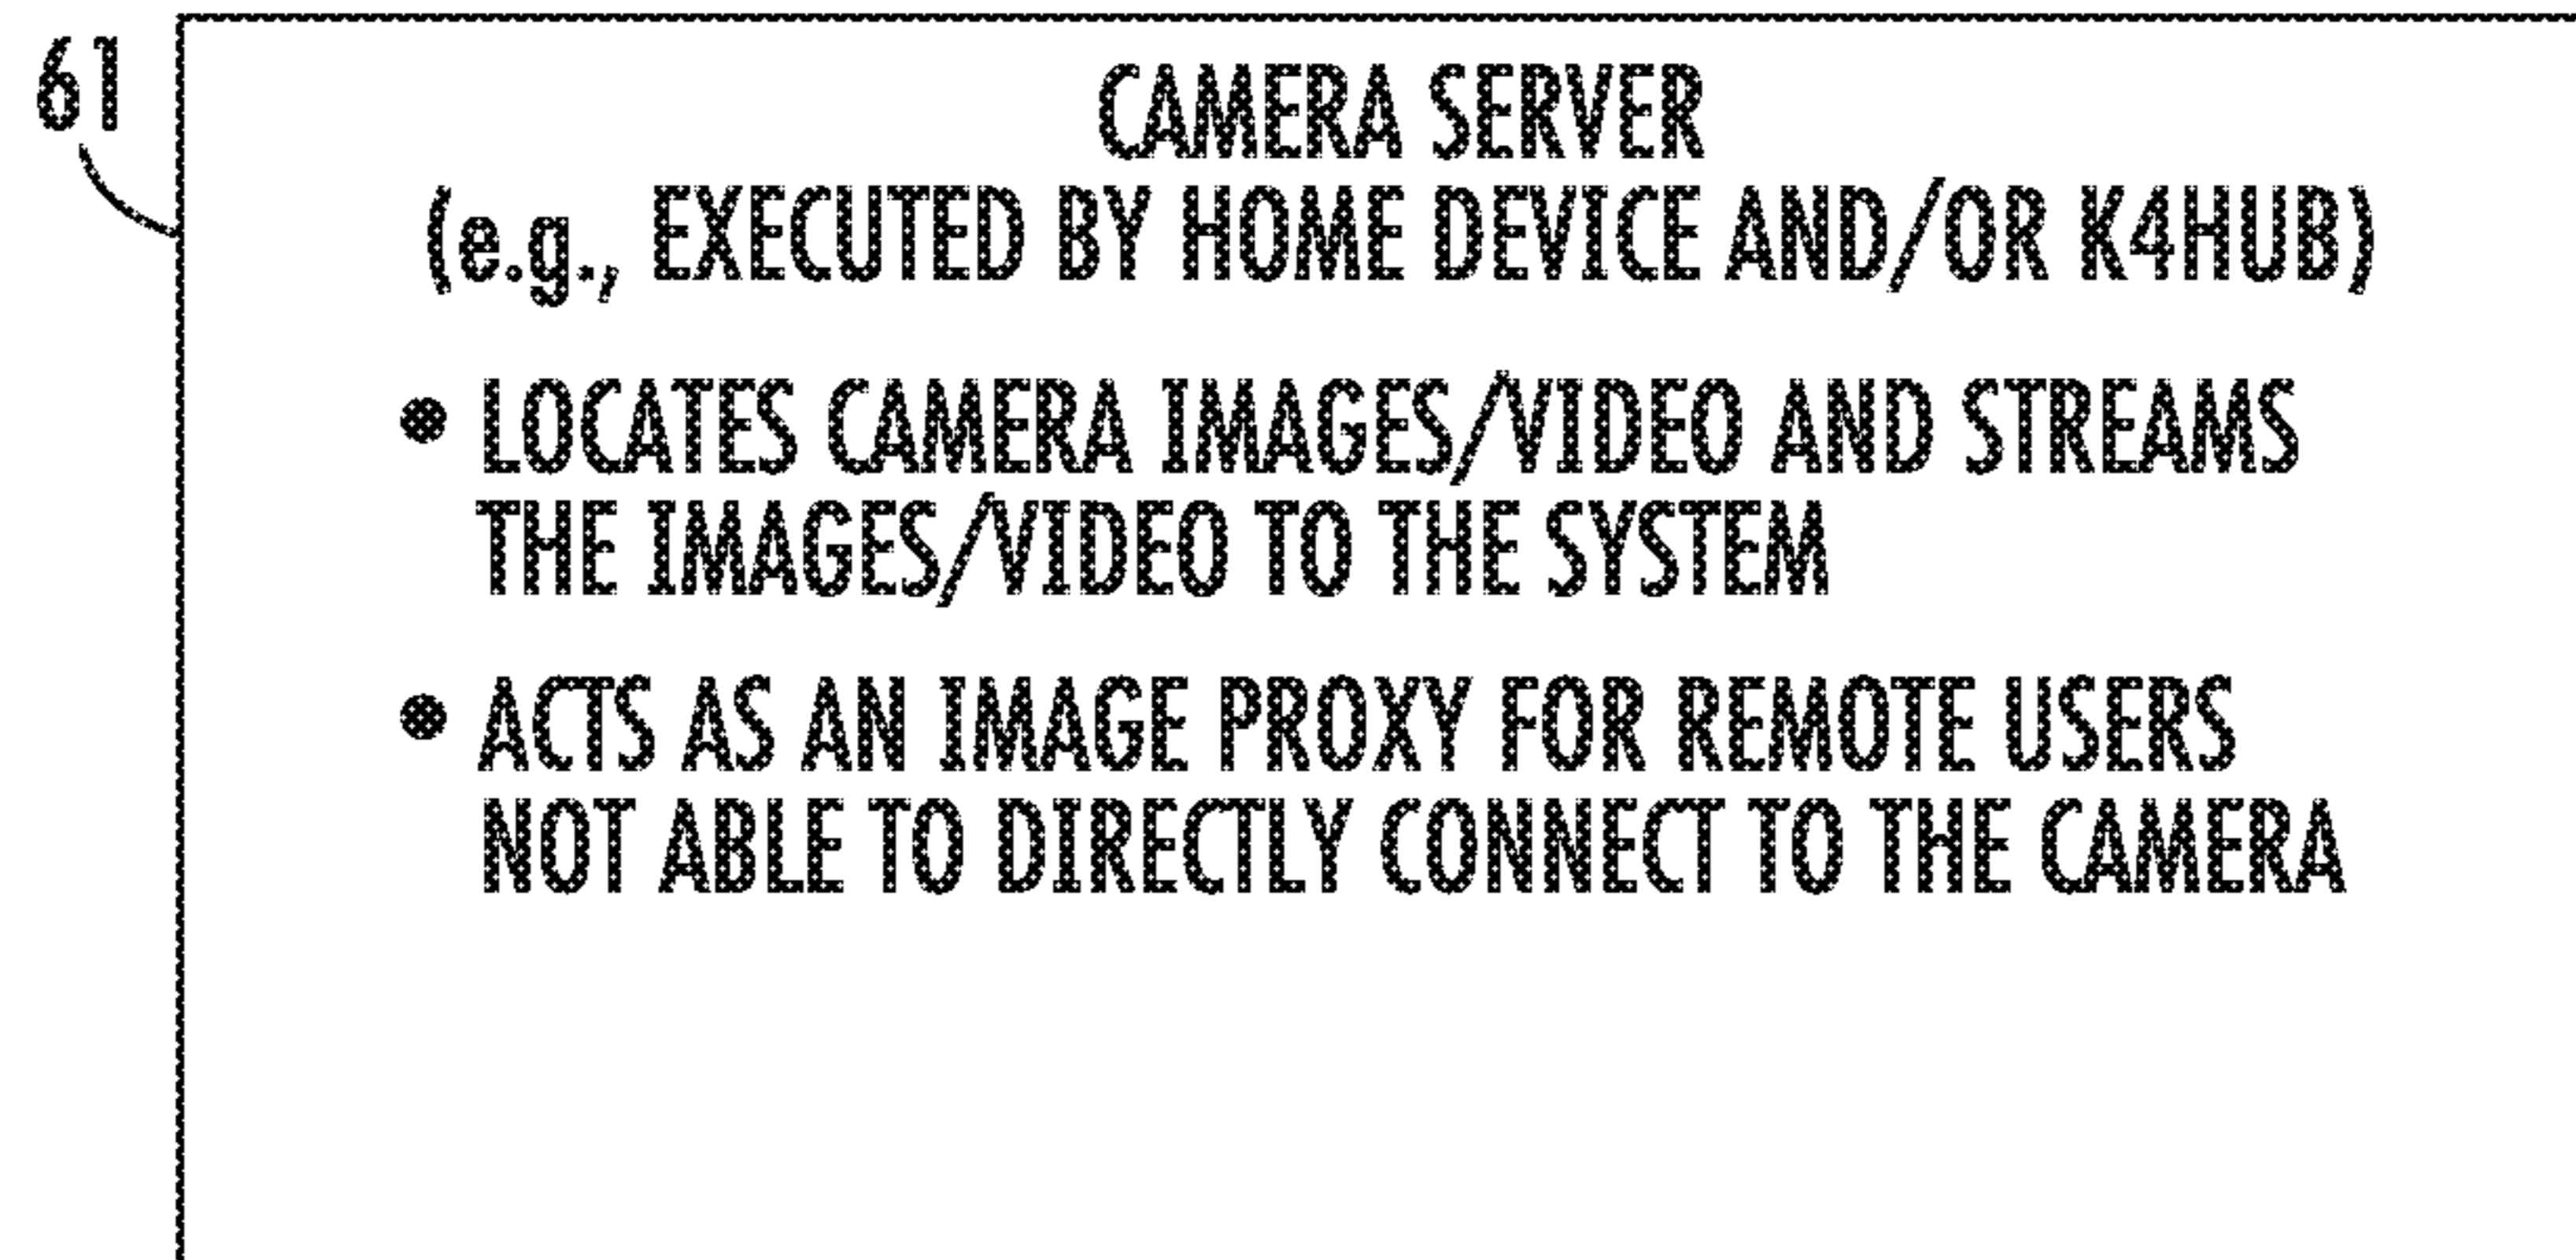 61
CAMERA SERVER
(e.g., EXECUTED BY HOME DEVICE AND/OR K4HUB)
• LOCATES CAMERA IMAGES/VIDEO AND STREAMS
THE IMAGES/VIDEO TO THE SYSTEM
• ACTS AS AN IMAGE PROXY FOR REMOTE USERS
NOT ABLE TO DIRECTLY CONNECT TO THE CAMERA